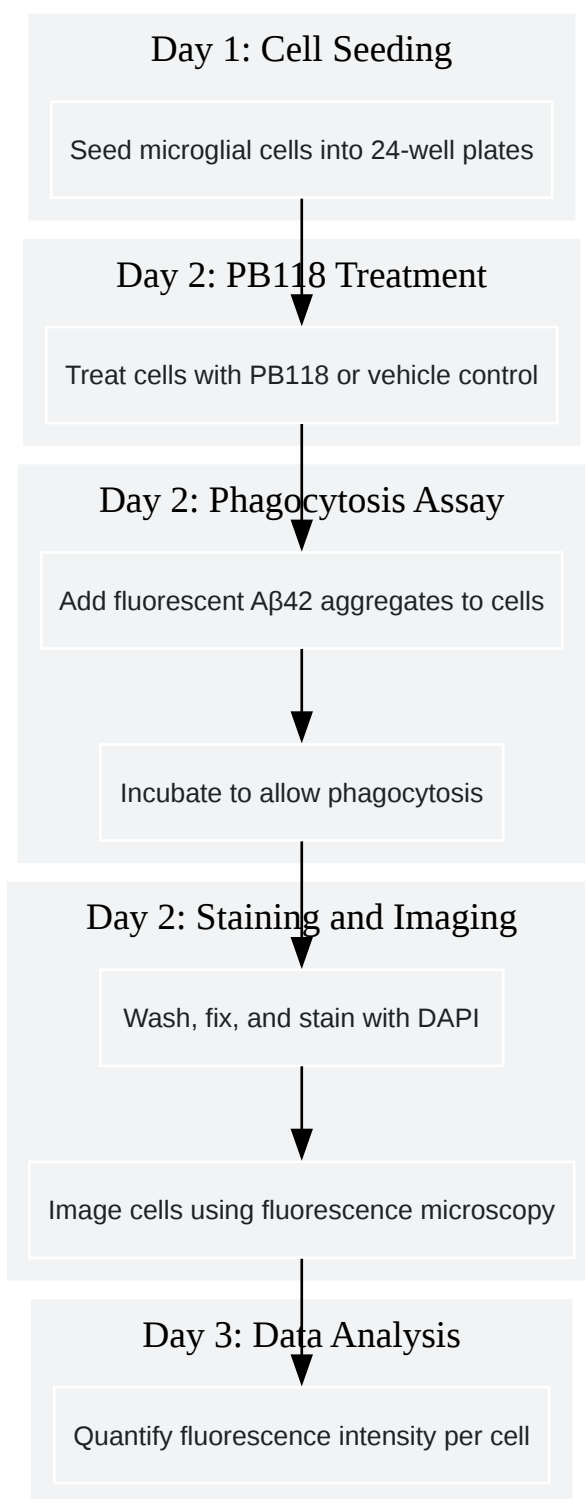 Day 1: Cell Seeding
Seed microglial cells into 24-well plates
Day 2: PB118 Treatment
Treat cells with PB118 or vehicle control
Day 2: Phagocytosis Assay
Add fluorescent Aβ42 aggregates to cells
Incubate to allow phagocytosis
Day 2: Staining and Imaging
Wash, fix, and stain with DAPI
Image cells using fluorescence microscopy
Day 3: Data Analysis
Quantify fluorescence intensity per cell